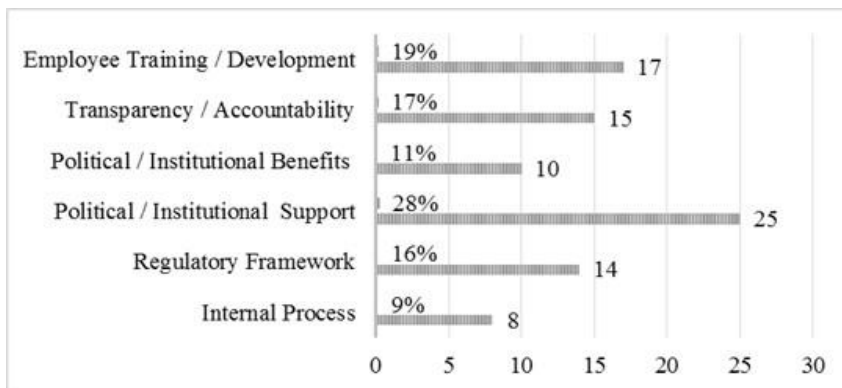 19%
Employee Training / Development 17
17%
Transparency / Accountability 15
11%
Political / Institutional Benefits 10
28%
Political / Institutional Support 25
16%
Regulatory Framework 14
9%
Internal Process 8
0 5 10 15 20 25 30